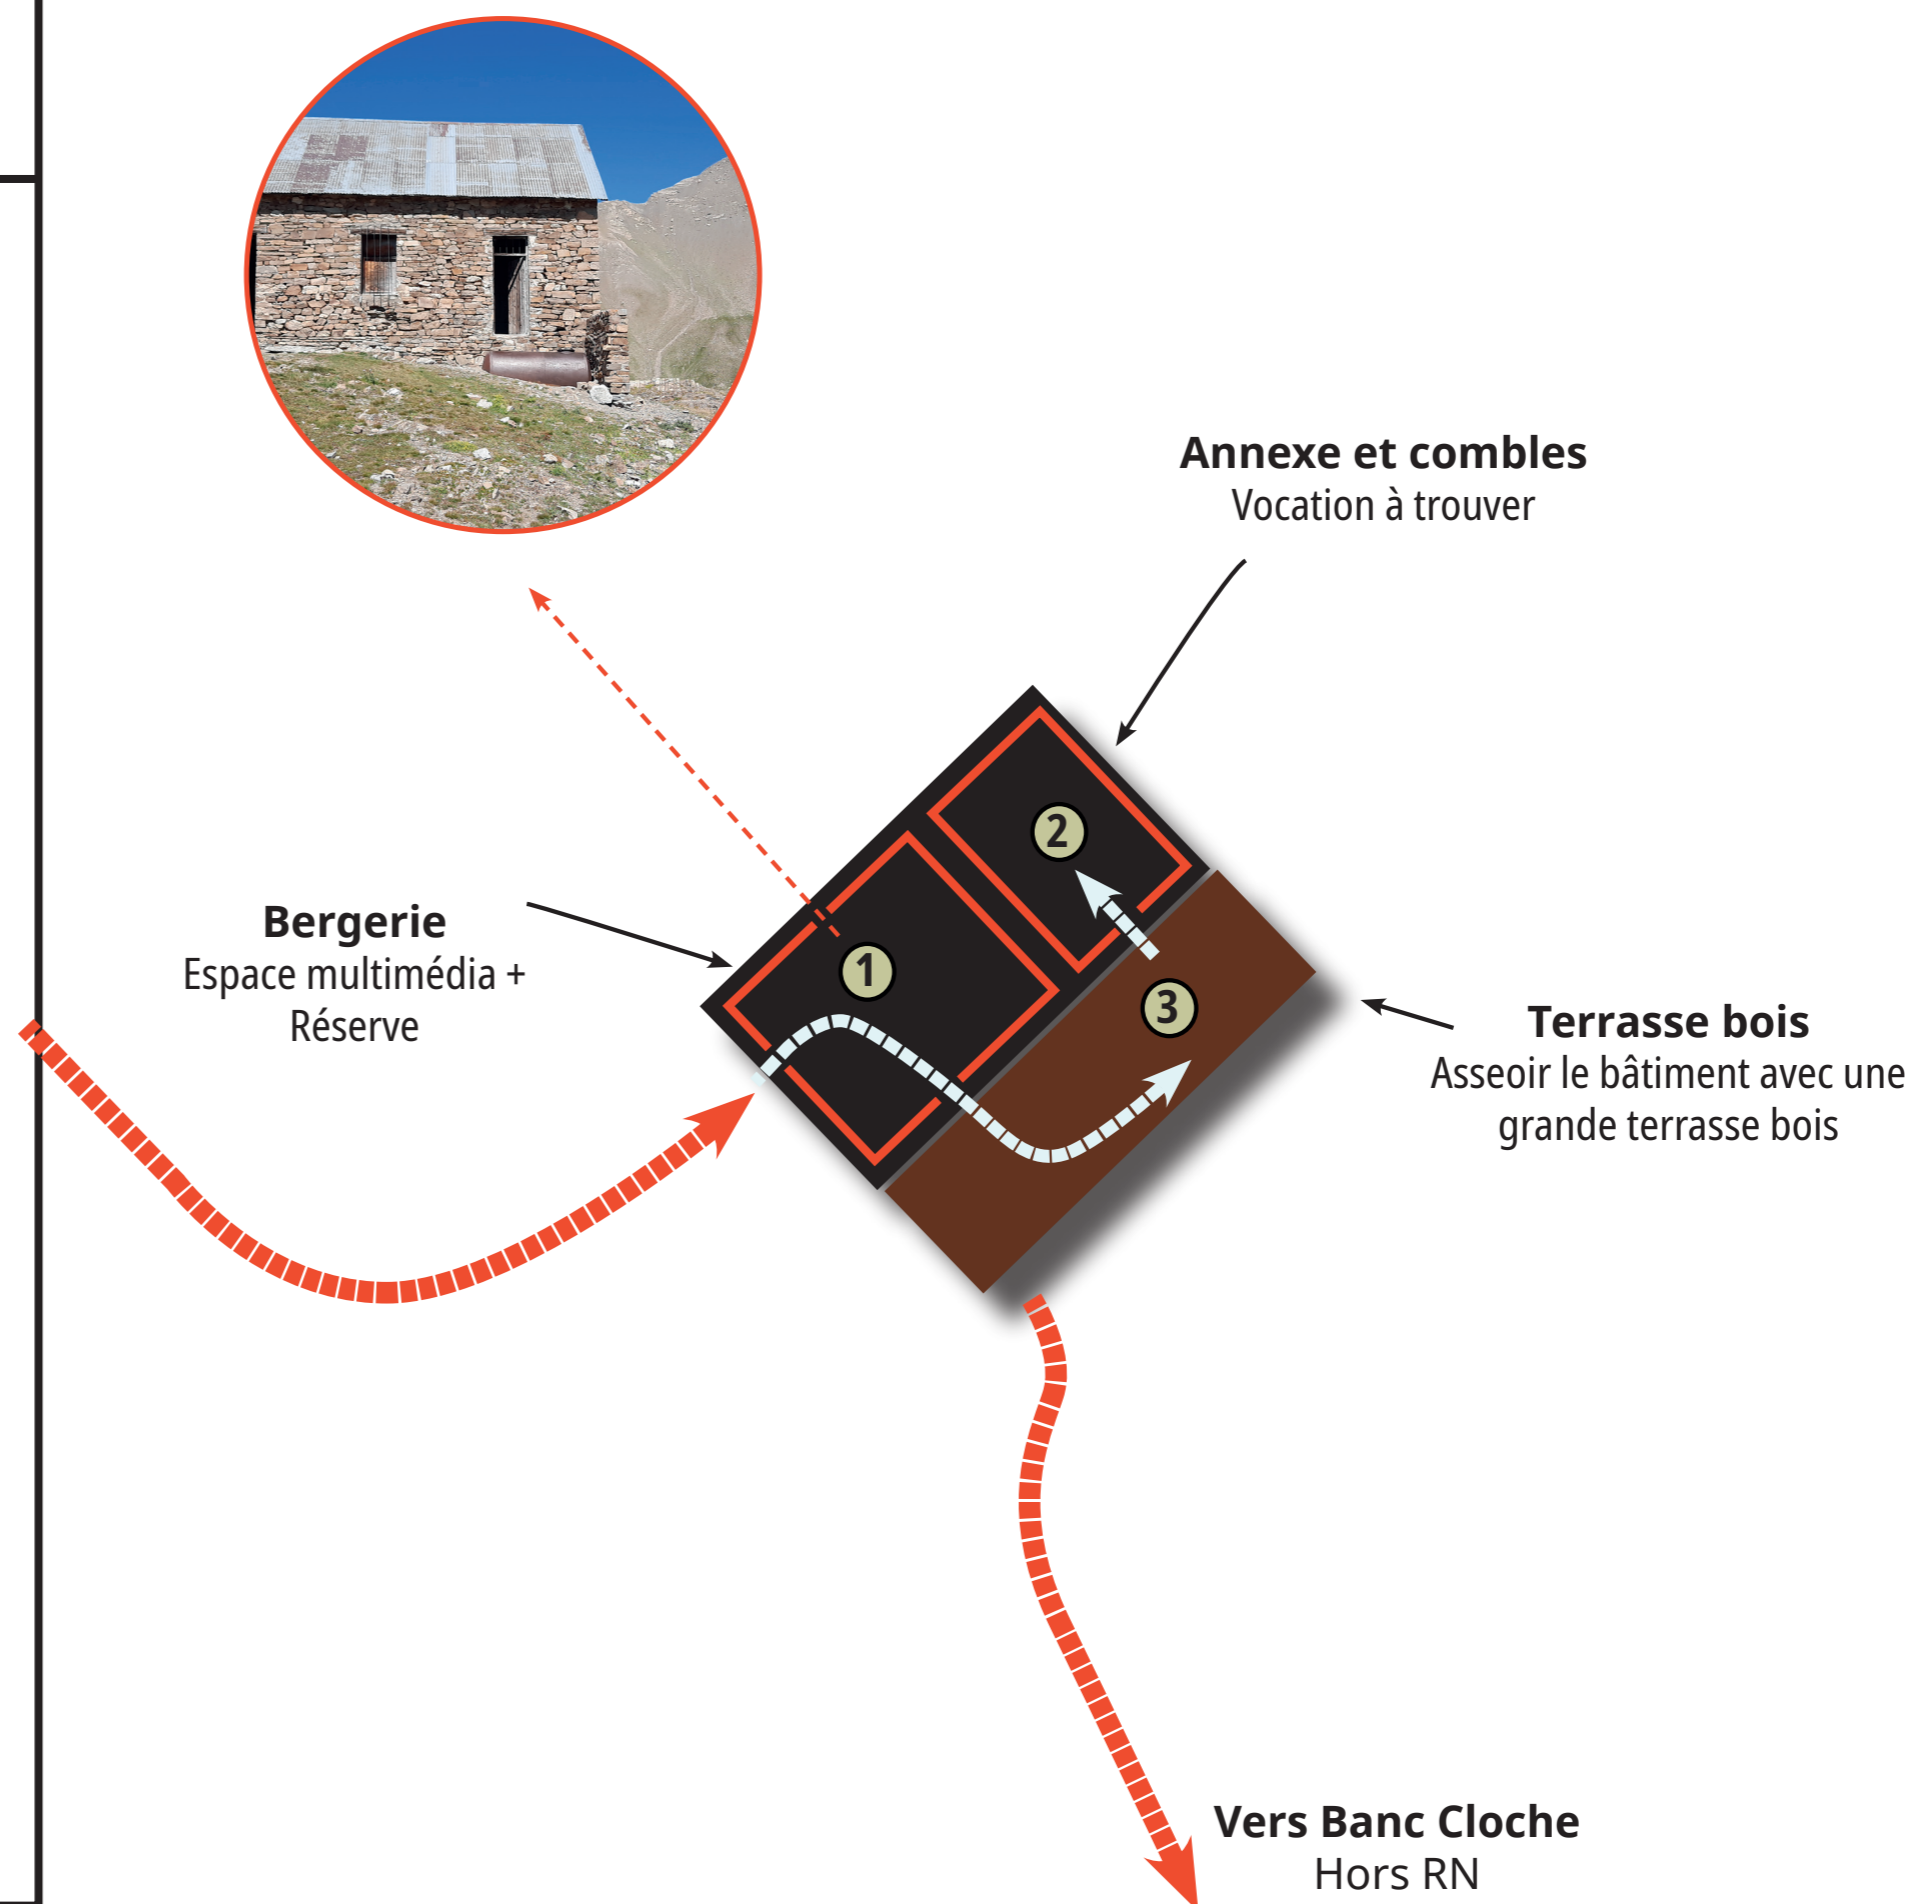 Annexe et combles
Vocation à trouver
2
1
3
Bergerie
Espace multimédia +
Réserve
Terrasse bois
Asseoir le bâtiment avec une
grande terrasse bois
Vers Banc Cloche
Hors RN